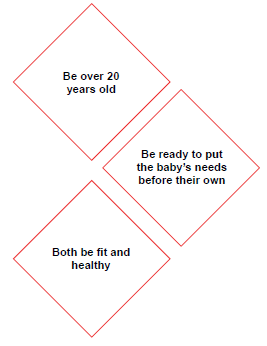 Be over 20
years old
Be ready to put
the baby's needs
before their own
Both be fit and
healthy